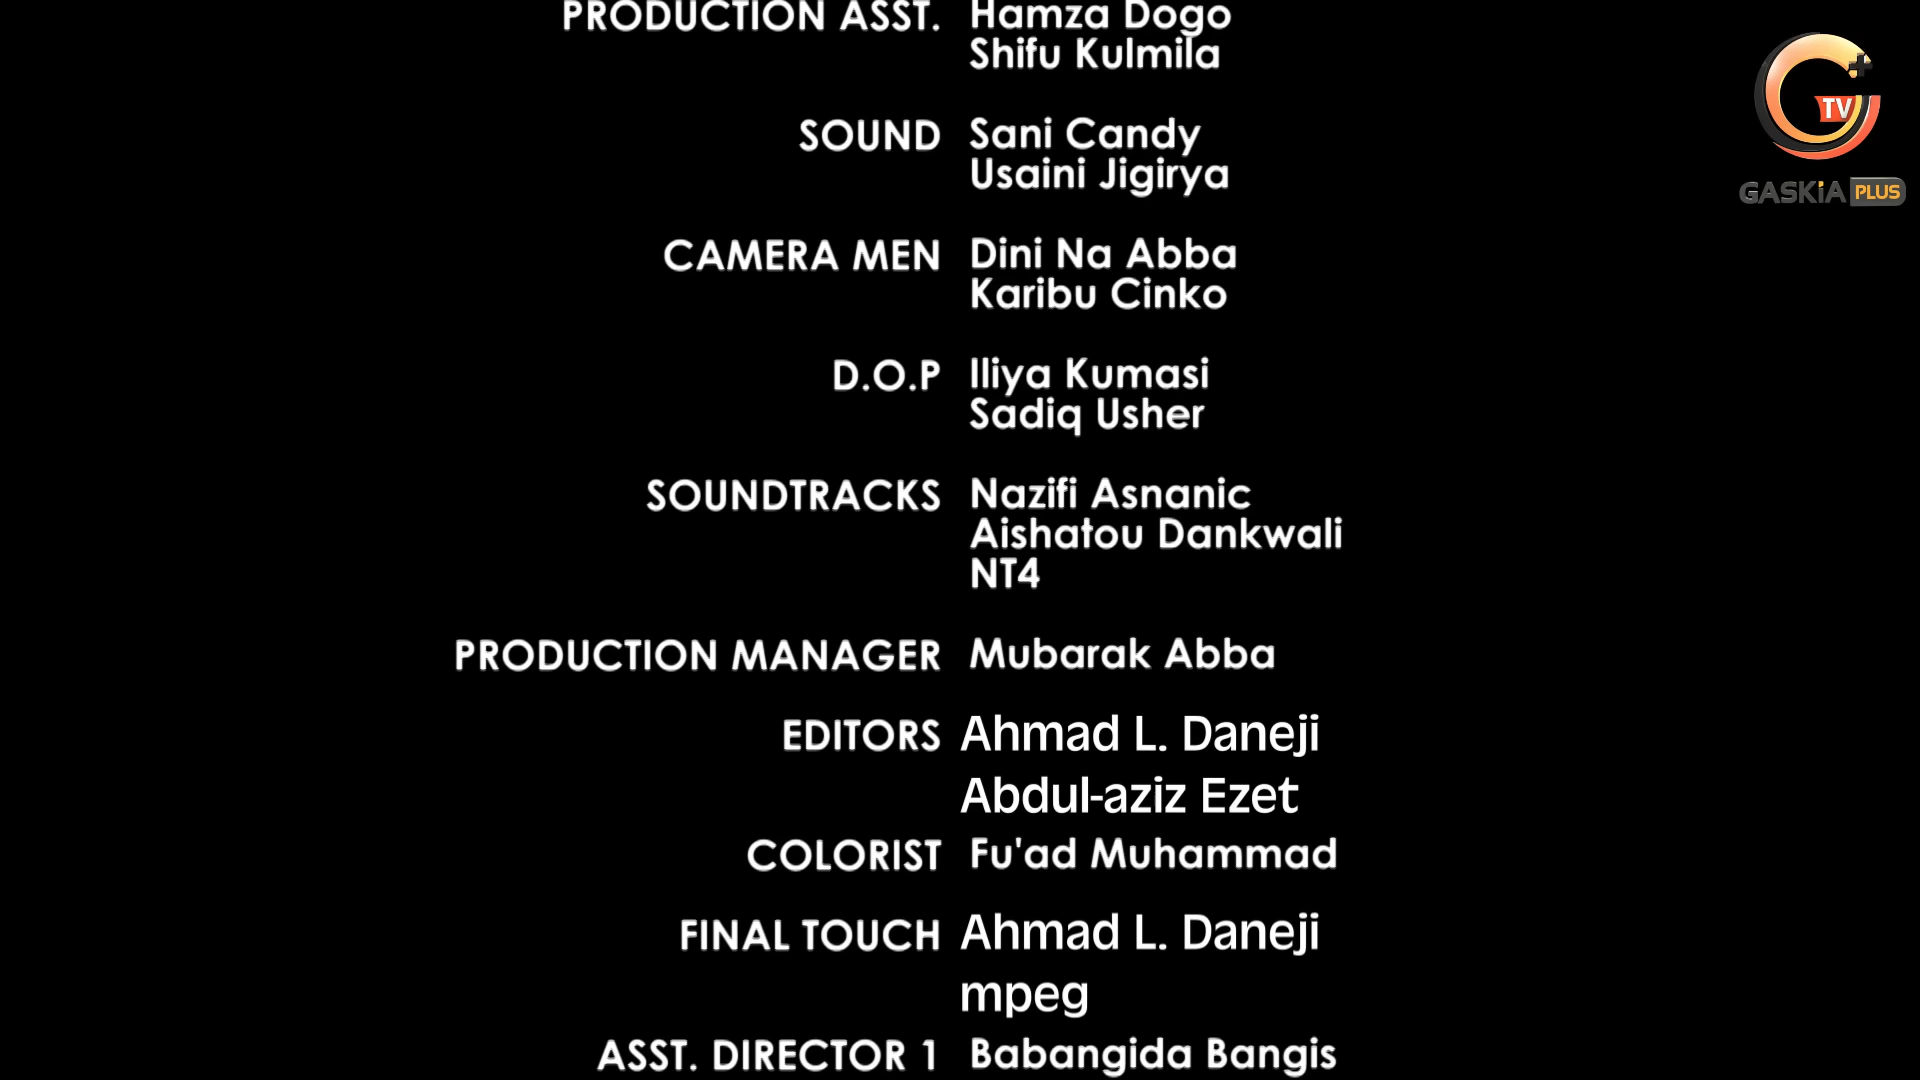 PRODUCTION ASST. Hamza Dogo
Shifu Kulmila
SOUND Sani Candy
Usaini Jigirya
CAMERA MEN Dini Na Abba
Karibu Cinko
D.O.P Iliya Kumasi
Sadiq Usher
SOUNDTRACKS Nazifi Asnanic
Aishatou Dankwali
NT4
PRODUCTION MANAGER Mubarak Abba
EDITORS Ahmad L. Daneji
Abdul-aziz Ezet
COLORIST Fu'ad Muhammad
FINAL TOUCH Ahmad L. Daneji
mpeg
ASST. DIRECTOR 1 Babangida Bangis
G+ TV
GASKiA PLUS